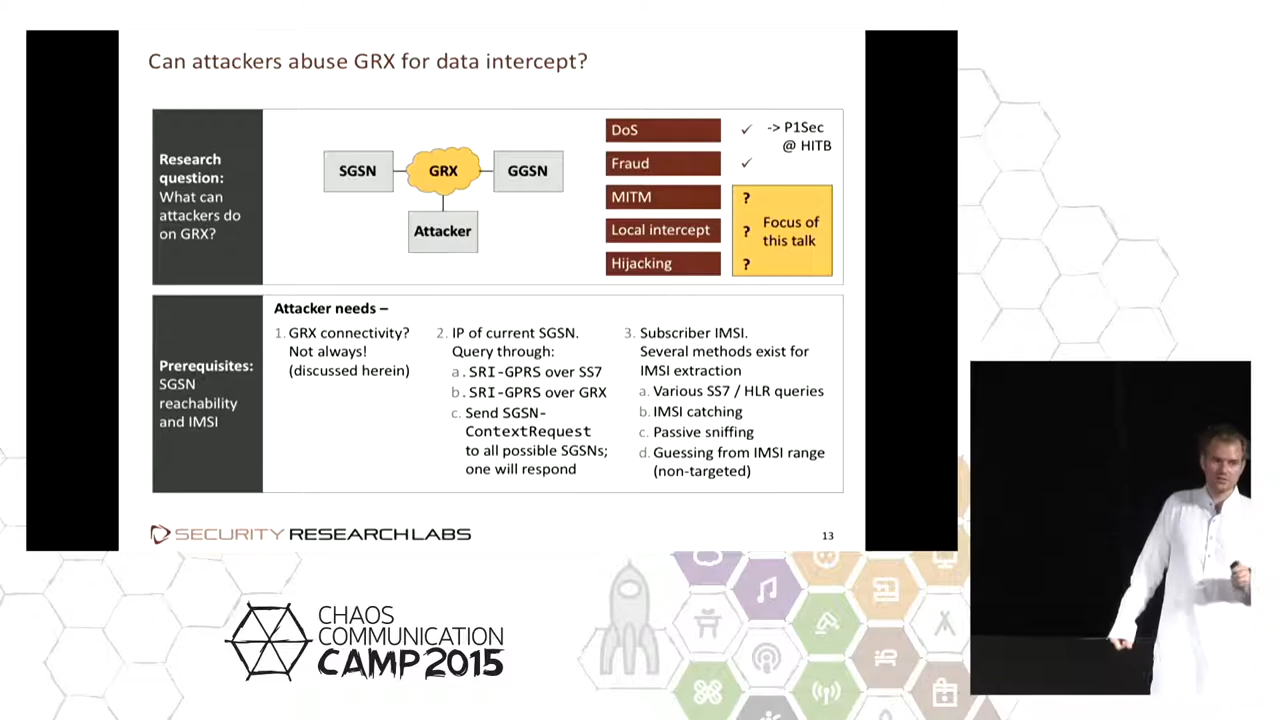 Can attackers abuse GRX for data intercept?
Research
question:
What can
attackers do
on GRX?
SGSN
GRX
GGSN
Attacker
DoS ✓ -> P1Sec
@ HITB
Fraud ✓
MITM ?
Local intercept ?
Hijacking ?
Focus of
this talk
Prerequisites:
SGSN
reachability
and IMSI
Attacker needs –
1. GRX connectivity?
Not always!
(discussed herein)
2. IP of current SGSN.
Query through:
a. SRI-GPRS over SS7
b. SRI-GPRS over GRX
c. Send SGSN-
ContextRequest
to all possible SGSNs;
one will respond
3. Subscriber IMSI.
Several methods exist for
IMSI extraction
a. Various SS7 / HLR queries
b. IMSI catching
c. Passive sniffing
d. Guessing from IMSI range
(non-targeted)
SECURITY RESEARCH LABS
13
CHAOS
COMMUNICATION
CAMP 2015